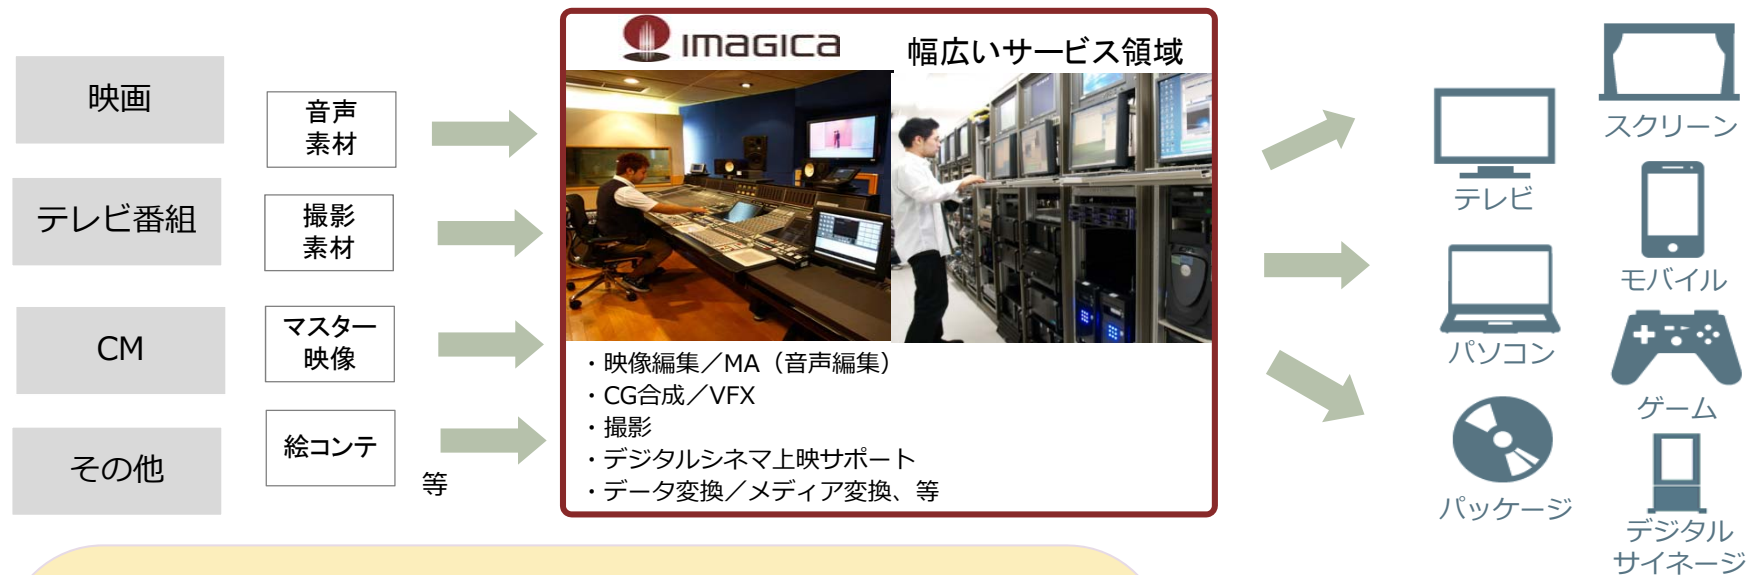 映画
テレビ番組
CM
その他
音声
素材
撮影
素材
マスター
映像
絵コンテ
等
IMAGICA
幅広いサービス領域
・映像編集／MA（音声編集）
・CG合成／VFX
・撮影
・デジタルシネマ上映サポート
・データ変換／メディア変換、等
スクリーン
テレビ
モバイル
パソコン
ゲーム
パッケージ
デジタル
サイネージ